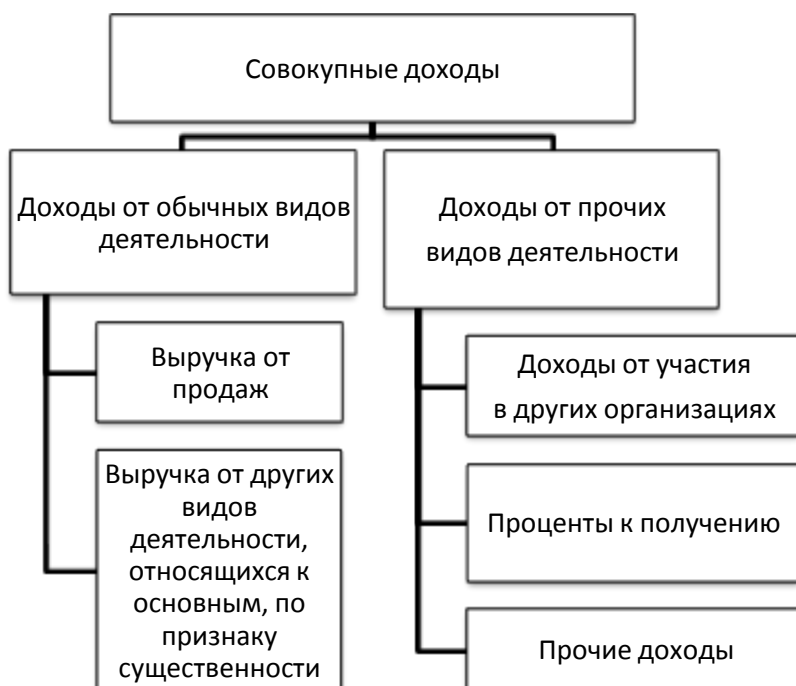 Совокупные доходы
Доходы от обычных видов
деятельности
Доходы от прочих
видов деятельности
Выручка от
продаж
Доходы от участия
в других организациях
Выручка от других
видов
деятельности,
относящихся к
основным, по
признаку
существенности
Проценты к получению
Прочие доходы